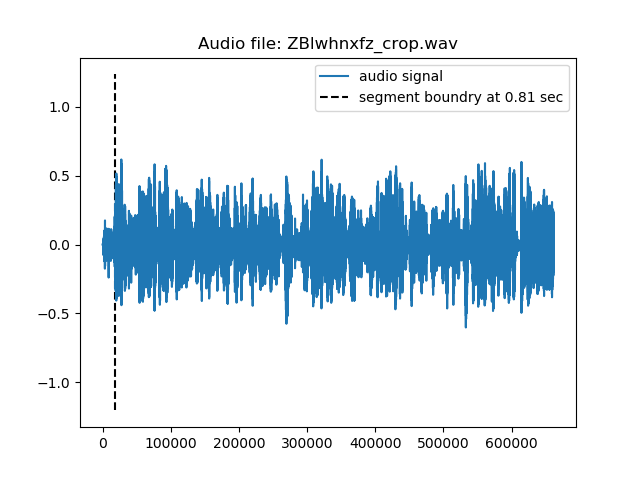 Audio file: ZBlwhnxfz_crop.wav
audio signal
segment boundry at 0.81 sec
1.0
0.5
0.0
−0.5
−1.0
0 100000 200000 300000 400000 500000 600000